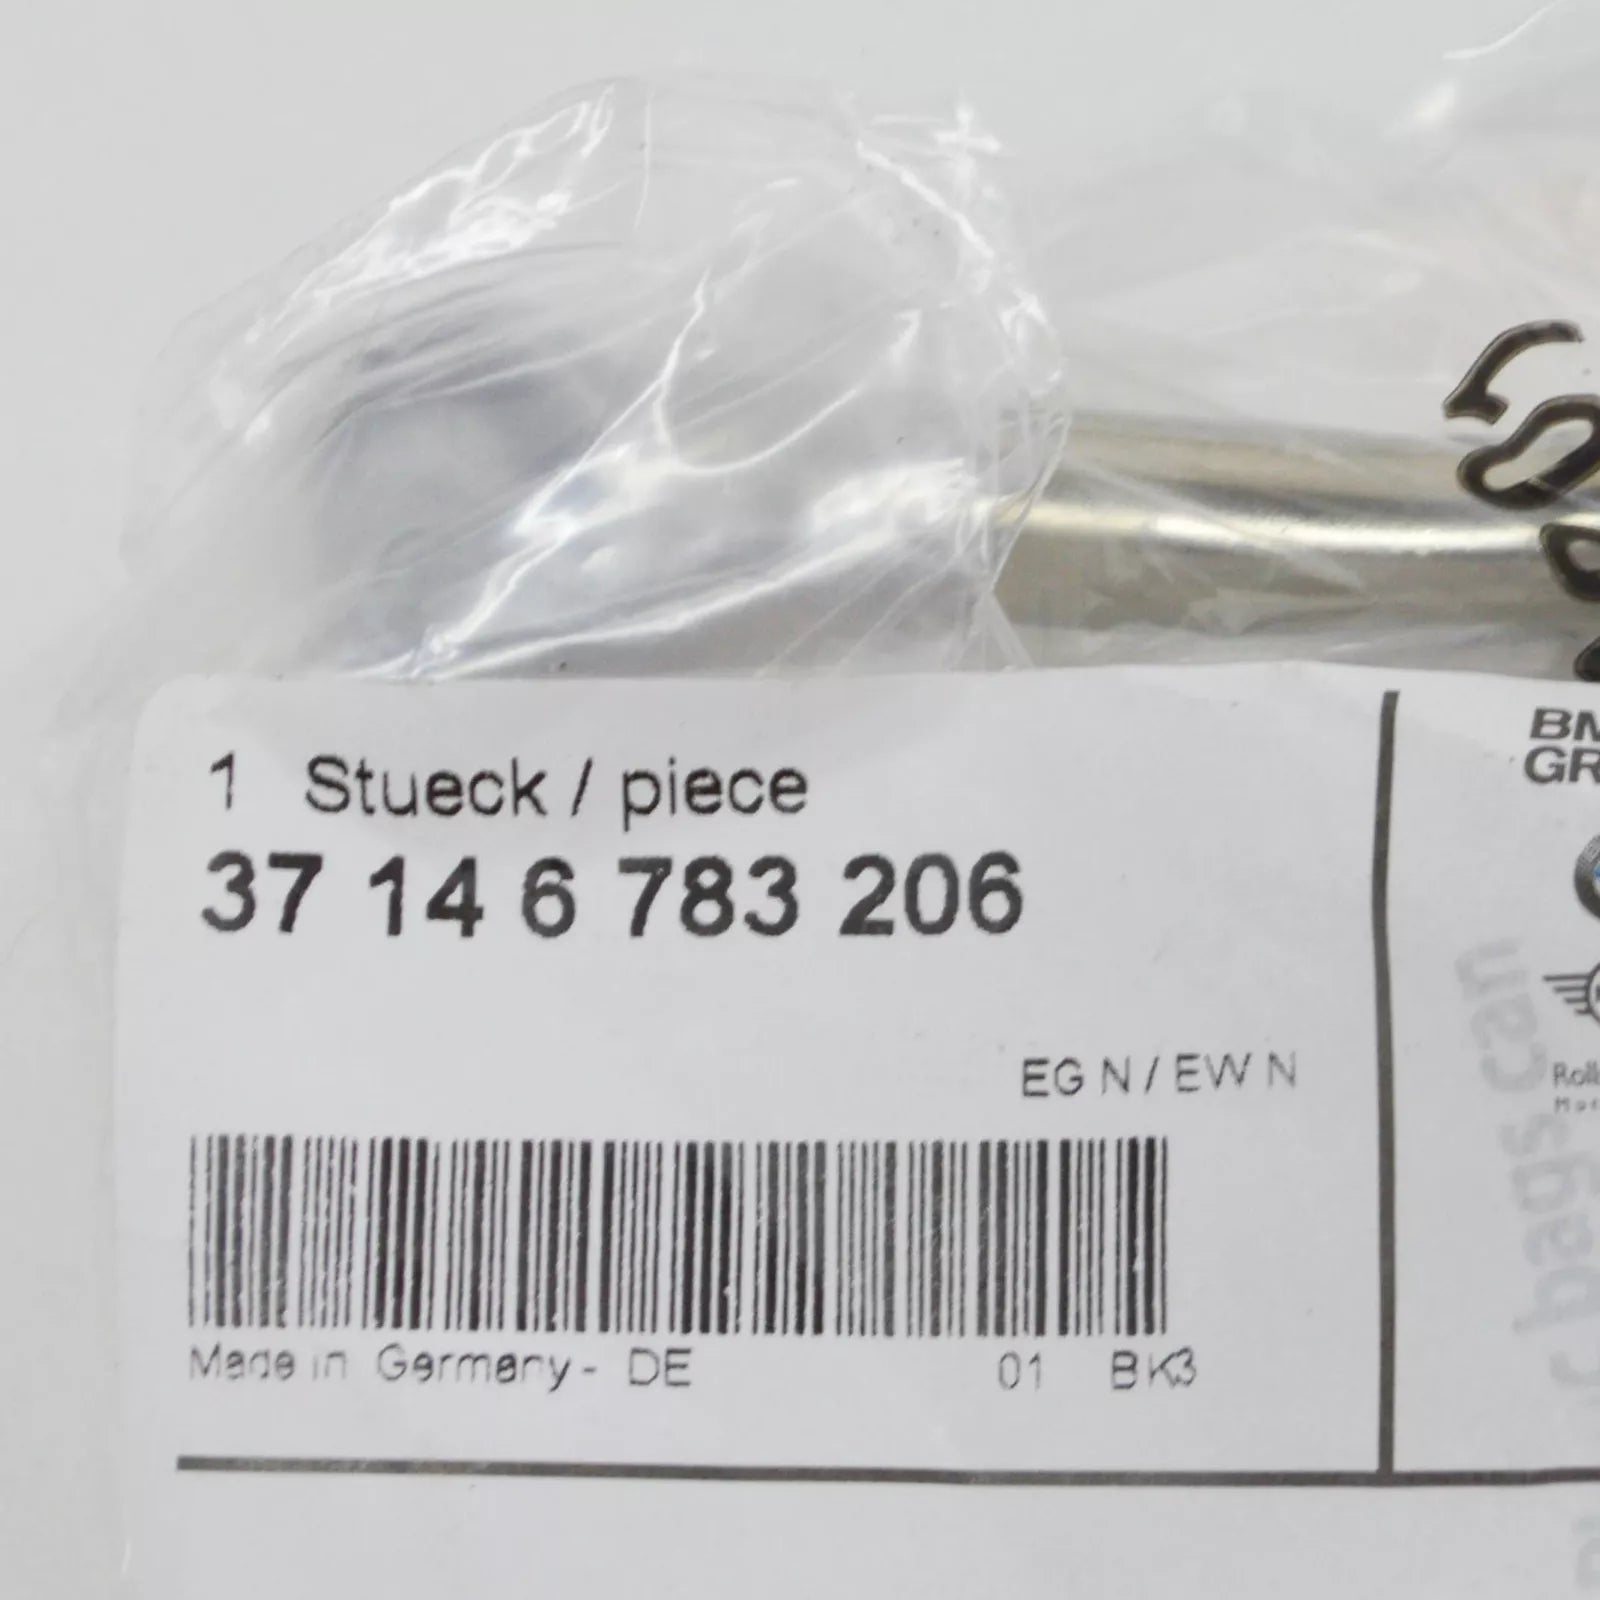 1 Stueck / piece
37 14 6 783 206
EG N / EW N
Made in Germany - DE 01 BK3